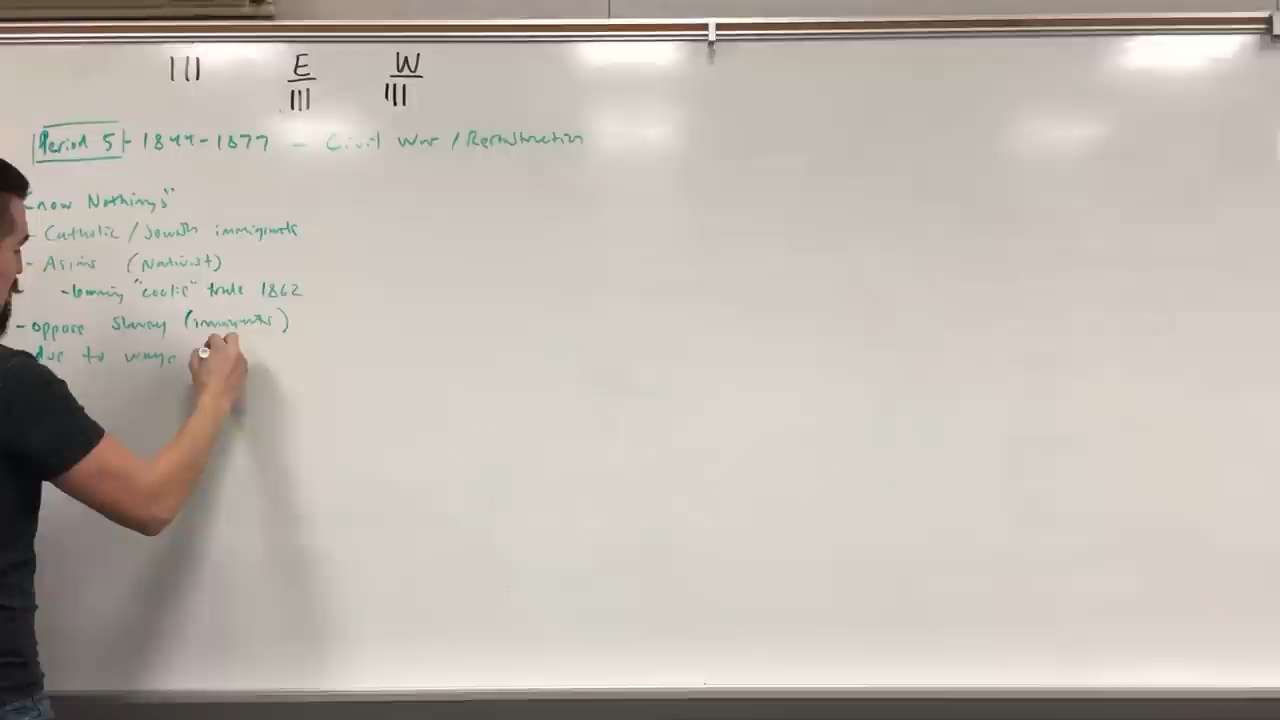 ||| E W
||| |||
Period 5 - 1844-1877 - Civil War / Reconstruction
Know Nothings"
- Catholic / Jewish immigrants
- Asians (Nativist)
- banning "coolie" trade 1862
- oppose slavery (immigrants)
due to wage